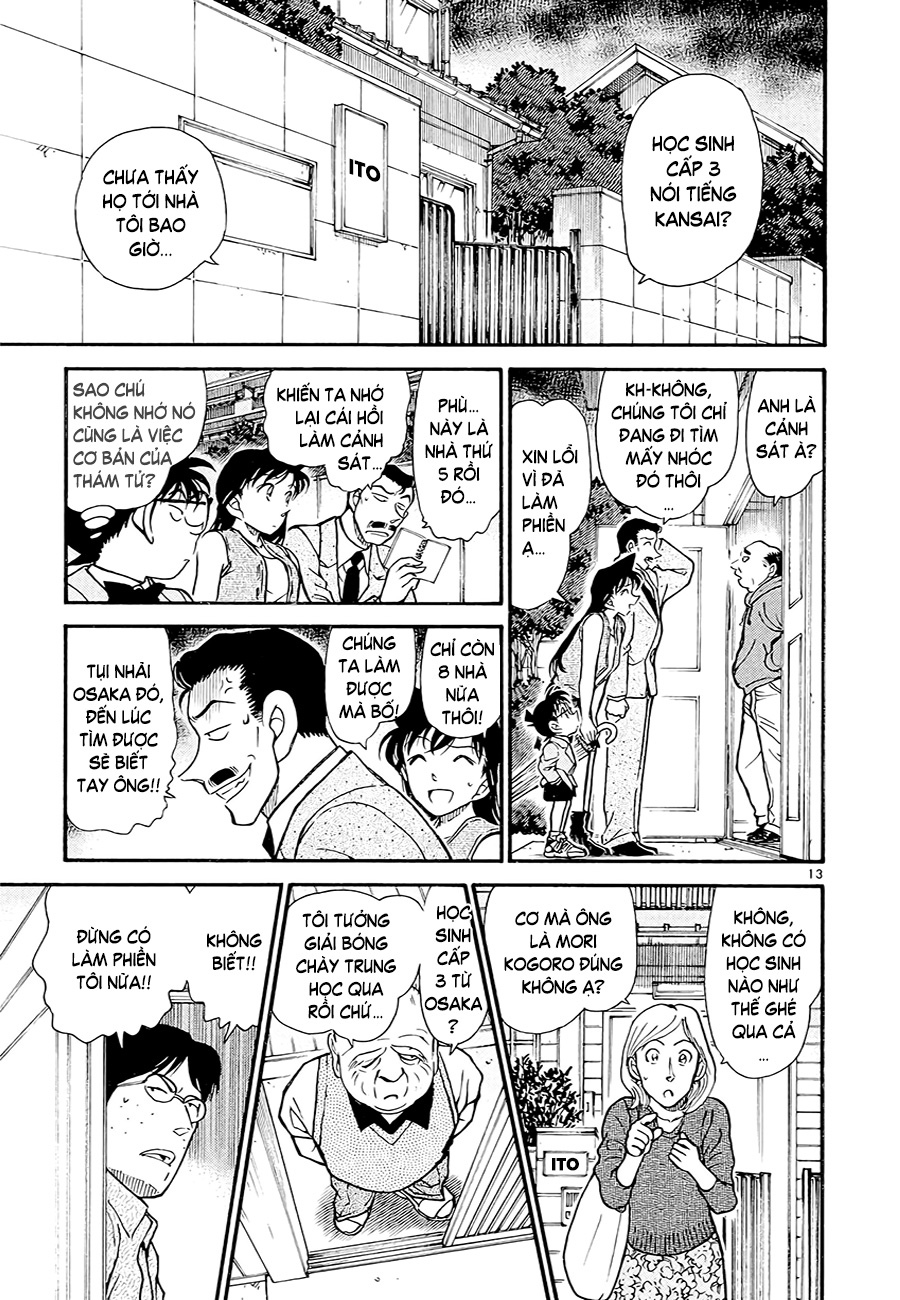 HỌC SINH
CẤP 3
NÓI TIẾNG
KANSAI?
ITO
CHƯA THẤY
HỌ TỚI NHÀ
TÔI BAO
GIỜ...
ANH LÀ
CẢNH
SÁT À?
KH-KHÔNG,
CHÚNG TÔI CHỈ
ĐANG ĐI TÌM
MẤY NHÓC
ĐÓ THÔI
...
XIN LỖI
VÌ ĐÃ
LÀM
PHIỀN
Ạ...
PHÙ...
NÀY LÀ
NHÀ THỨ
5 RỒI
ĐÓ...
KHIẾN TA NHỚ
LẠI CÁI HỒI
LÀM CẢNH
SÁT...
SAO CHÚ
KHÔNG NHỚ NÓ
CŨNG LÀ VIỆC
CƠ BẢN CỦA
THÁM TỬ?
CHỈ CÒN
8 NHÀ
NỮA
THÔI!
CHÚNG
TA LÀM
ĐƯỢC
MÀ BỐ!
TỤI NHẢI
OSAKA ĐÓ,
ĐẾN LÚC
TÌM ĐƯỢC
SẼ BIẾT
TAY ÔNG!!
13
KHÔNG,
KHÔNG CÓ
HỌC SINH
NÀO NHƯ
THẾ GHÉ
QUA CẢ
...
CƠ MÀ ÔNG
LÀ MORI
KOGORO ĐÚNG
KHÔNG Ạ?
ITO
HỌC
SINH
CẤP
3 TỪ
OSAKA
?
TÔI TƯỞNG
GIẢI BÓNG
CHÀY TRUNG
HỌC QUA
RỒI CHỨ...
KHÔNG
BIẾT!!
ĐỪNG CÓ
LÀM PHIỀN
TÔI NỮA!!